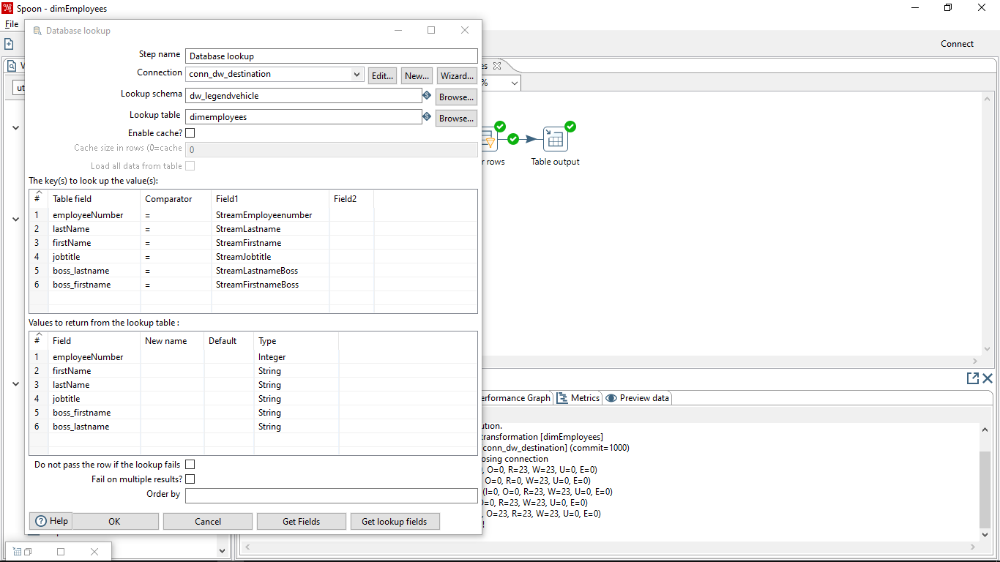 Spoon - dimEmployees
File
Database lookup
Connect
Step name Database lookup
Connection conn_dw_destination Edit... New... Wizard...
Lookup schema dw_legendvehicle Browse...
Lookup table dimemployees Browse...
Enable cache?
Cache size in rows (0=cache 0
Load all data from table
The key(s) to look up the value(s):
# Table field Comparator Field1 Field2
1 employeeNumber = StreamEmployeenumber
2 lastName = StreamLastname
3 firstName = StreamFirstname
4 jobtitle = StreamJobtitle
5 boss_lastname = StreamLastnameBoss
6 boss_firstname = StreamFirstnameBoss
Values to return from the lookup table :
# Field New name Default Type
1 employeeNumber Integer
2 firstName String
3 lastName String
4 jobtitle String
5 boss_firstname String
6 boss_lastname String
Do not pass the row if the lookup fails
Fail on multiple results?
Order by
Help OK Cancel Get Fields Get lookup fields
es
%
r rows Table output
erformance Graph Metrics Preview data
ution.
ransformation [dimEmployees]
conn_dw_destination] (commit=1000)
osing connection
, O=0, R=23, W=23, U=0, E=0)
O=0, R=0, W=23, U=0, E=0)
(I=0, O=0, R=23, W=23, U=0, E=0)
=0, R=23, W=23, U=0, E=0)
, O=23, R=23, W=23, U=0, E=0)
!
ut